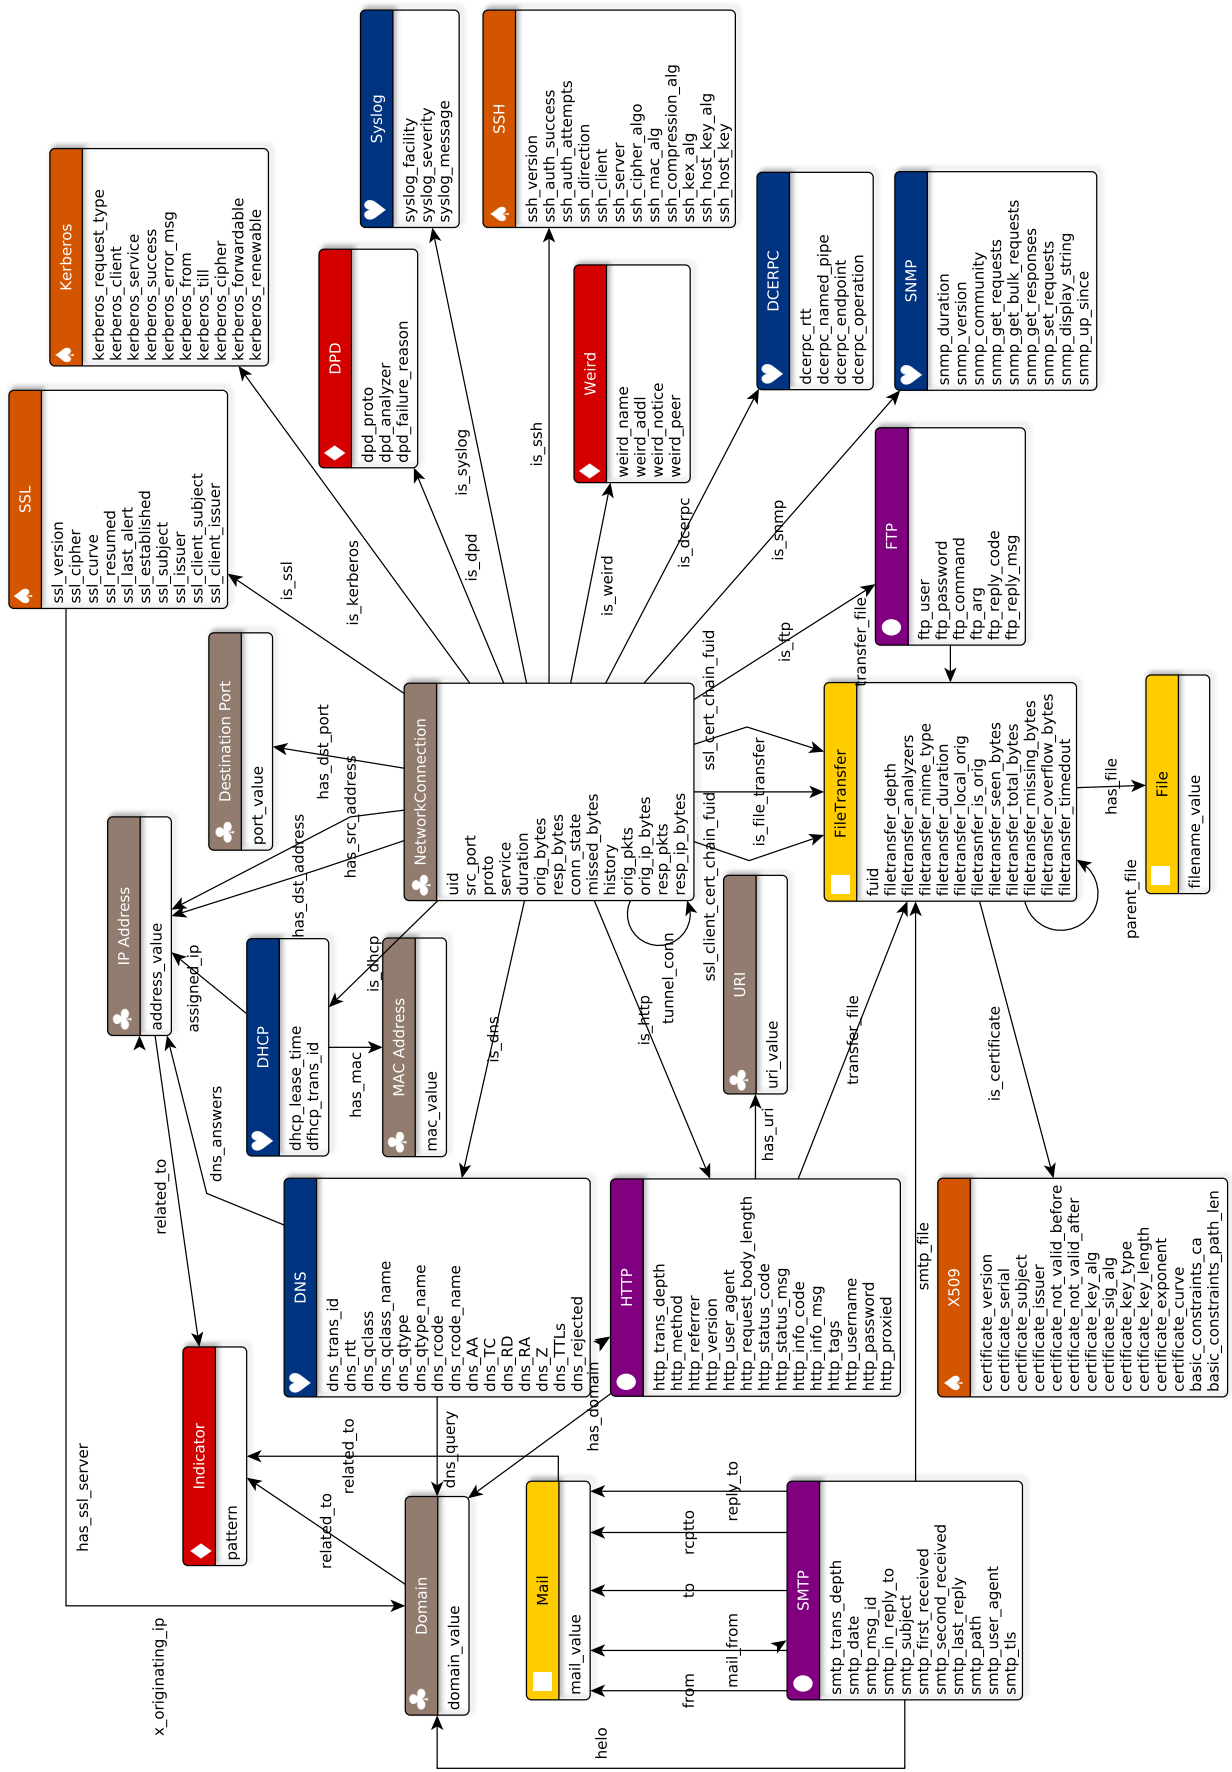 SSL
ssl_version
ssl_cipher
ssl_curve
ssl_resumed
ssl_last_alert
ssl_established
ssl_subject
ssl_issuer
ssl_client_subject
ssl_client_issuer
Kerberos
kerberos_request_type
kerberos_client
kerberos_service
kerberos_success
kerberos_error_msg
kerberos_from
kerberos_till
kerberos_cipher
kerberos_forwardable
kerberos_renewable
Syslog
syslog_facility
syslog_severity
syslog_message
SSH
ssh_version
ssh_auth_success
ssh_auth_attempts
ssh_direction
ssh_client
ssh_server
ssh_cipher_algo
ssh_mac_alg
ssh_compression_alg
ssh_kex_alg
ssh_host_key_alg
ssh_host_key
DPD
dpd_proto
dpd_analyzer
dpd_failure_reason
Weird
weird_name
weird_addl
weird_notice
weird_peer
DCERPC
dcerpc_rtt
dcerpc_named_pipe
dcerpc_endpoint
dcerpc_operation
SNMP
snmp_duration
snmp_version
snmp_community
snmp_get_requests
snmp_get_bulk_requests
snmp_get_responses
snmp_set_requests
snmp_display_string
snmp_up_since
FTP
ftp_user
ftp_password
ftp_command
ftp_arg
ftp_reply_code
ftp_reply_msg
is_ssl
is_kerberos
is_dpd
is_syslog
is_ssh
is_weird
is_dcerpc
is_snmp
is_ftp
transfer_file
Destination Port
port_value
has_dst_port
has_src_address
has_dst_address
IP Address
address_value
assigned_ip
NetworkConnection
uid
src_port
proto
service
duration
orig_bytes
resp_bytes
conn_state
missed_bytes
history
orig_pkts
orig_ip_bytes
resp_pkts
resp_ip_bytes
ssl_cert_chain_fuid
is_file_transfer
ssl_client_cert_chain_fuid
tunnel_conn
FileTransfer
fuid
filetransfer_depth
filetransfer_analyzers
filetransfer_mime_type
filetransfer_duration
filetransfer_local_orig
filetrasnfer_is_orig
filetransfer_seen_bytes
filetransfer_total_bytes
filetransfer_missing_bytes
filetransfer_overflow_bytes
filetransfer_timedout
has_file
parent_file
File
filename_value
DHCP
dhcp_lease_time
dfhcp_trans_id
is_dhcp
has_mac
MAC Address
mac_value
is_dns
is_http
URI
uri_value
has_uri
transfer_file
is_certificate
dns_answers
related_to
DNS
dns_trans_id
dns_rtt
dns_qclass
dns_qclass_name
dns_qtype
dns_qtype_name
dns_rcode
dns_rcode_name
dns_AA
dns_TC
dns_RD
dns_RA
dns_Z
dns_TTLs
dns_rejected
HTTP
http_trans_depth
http_method
http_referrer
http_version
http_user_agent
http_request_body_length
http_status_code
http_status_msg
http_info_code
http_info_msg
http_tags
http_username
http_password
http_proxied
smtp_file
X509
certificate_version
certificate_serial
certificate_subject
certificate_issuer
certificate_not_valid_before
certificate_not_valid_after
certificate_key_alg
certificate_sig_alg
certificate_key_type
certificate_key_length
certificate_exponent
certificate_curve
basic_constraints_ca
basic_constraints_path_len
has_ssl_server
Indicator
pattern
related_to
related_to
dns_query
has_domain
Domain
domain_value
Mail
mail_value
reply_to
rcptto
to
mail_from
from
SMTP
smtp_trans_depth
smtp_date
smtp_msg_id
smtp_in_reply_to
smtp_subject
smtp_first_received
smtp_second_received
smtp_last_reply
smtp_path
smtp_user_agent
smtp_tls
x_originating_ip
helo